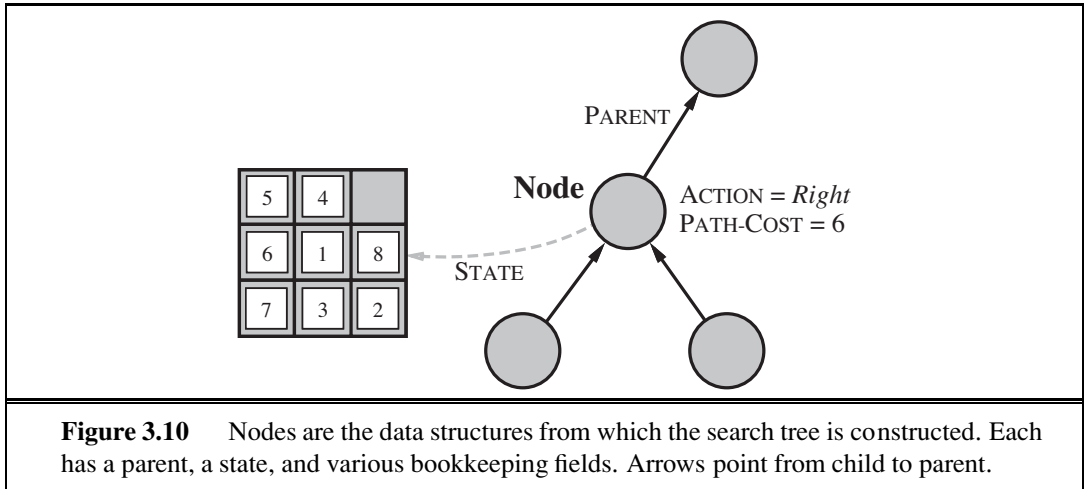 PARENT
Node
ACTION = Right
PATH-COST = 6
5 4
6 1 8
STATE
7 3 2
Figure 3.10 Nodes are the data structures from which the search tree is constructed. Each
has a parent, a state, and various bookkeeping fields. Arrows point from child to parent.